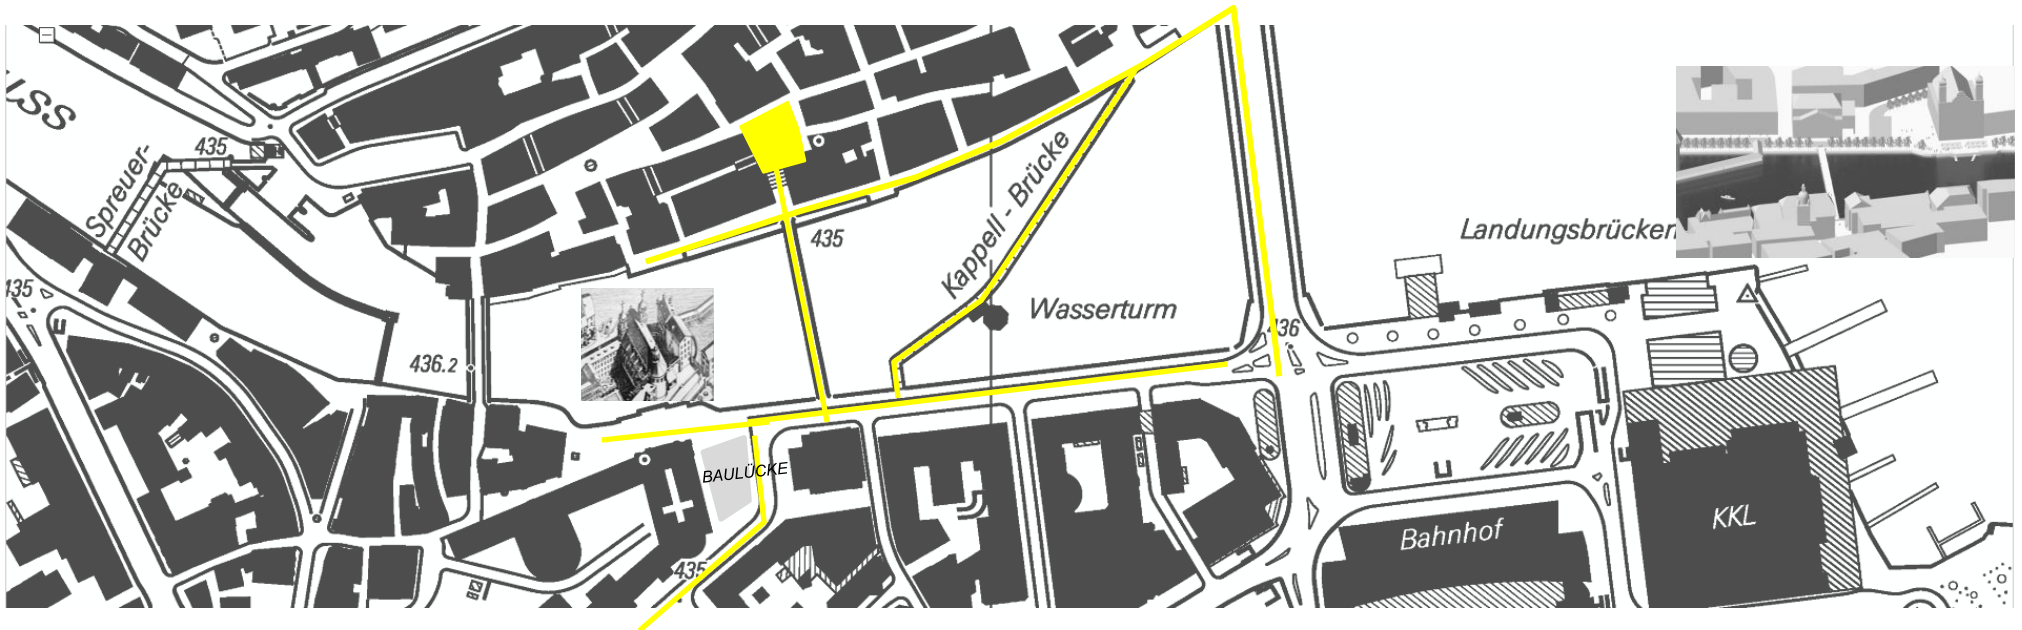 USS
435
Spreuer-
Brücke
435
436.2
435
Kappell - Brücke
Wasserturm
436
Landungsbrücken
BAULÜCKE
435
Bahnhof
KKL